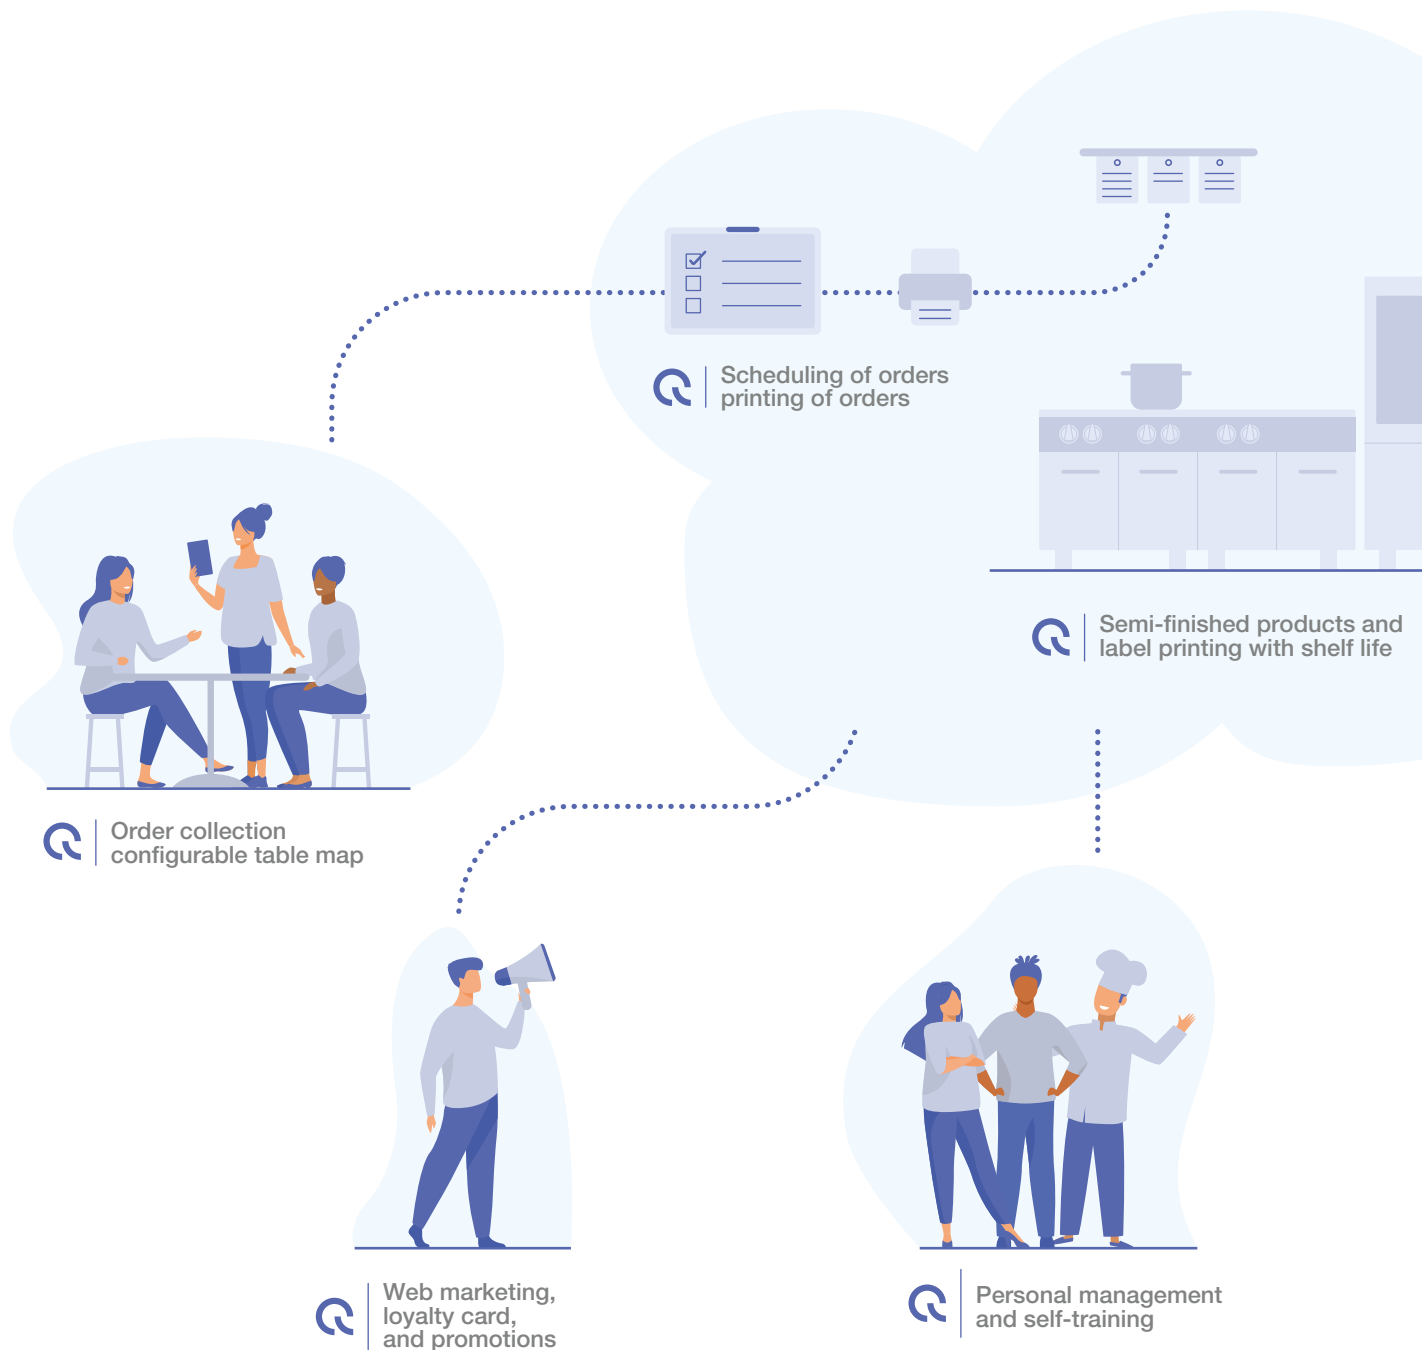 Scheduling of orders
printing of orders
Semi-finished products and
label printing with shelf life
Order collection
configurable table map
Web marketing,
loyalty card,
and promotions
Personal management
and self-training